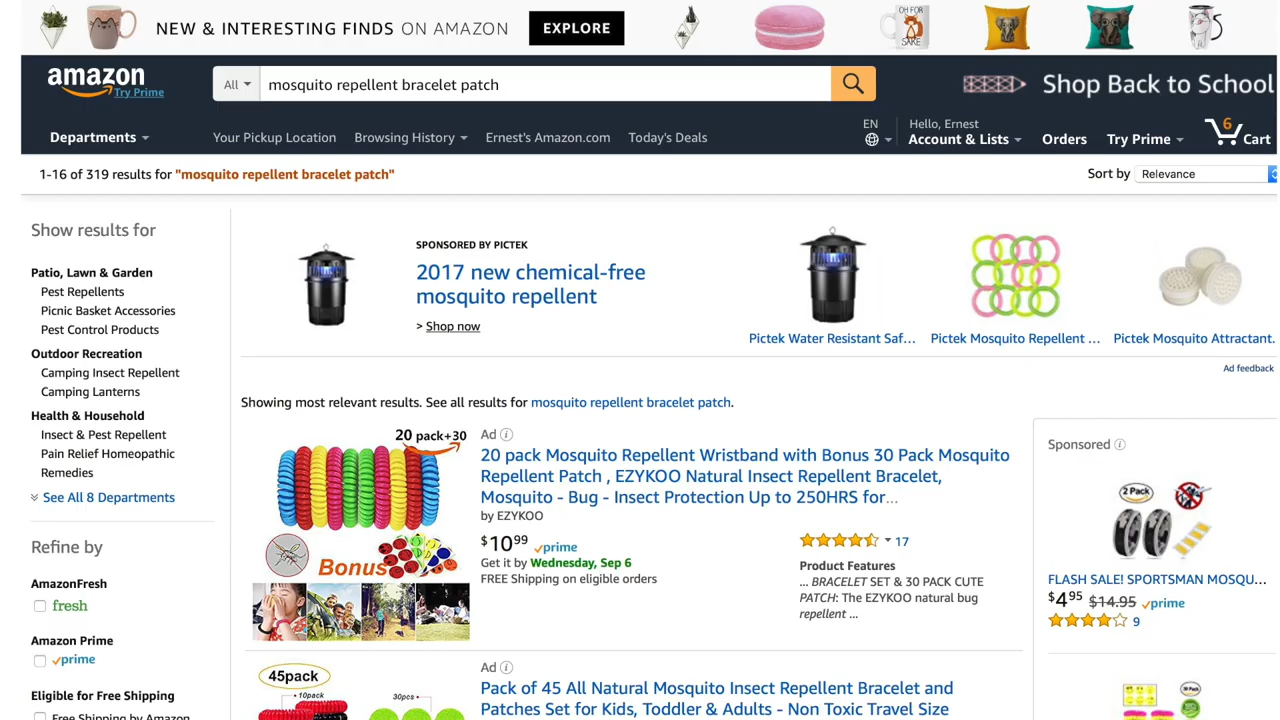 NEW & INTERESTING FINDS ON AMAZON
EXPLORE
OH FOR
SAKE
amazon
Try Prime
All
mosquito repellent bracelet patch
Shop Back to School
Departments
Your Pickup Location
Browsing History
Ernest's Amazon.com
Today's Deals
EN
Hello, Ernest
Account & Lists
Orders
Try Prime
6
Cart
1-16 of 319 results for "mosquito repellent bracelet patch"
Sort by
Relevance
Show results for
Patio, Lawn & Garden
Pest Repellents
Picnic Basket Accessories
Pest Control Products
Outdoor Recreation
Camping Insect Repellent
Camping Lanterns
Health & Household
Insect & Pest Repellent
Pain Relief Homeopathic
Remedies
See All 8 Departments
Refine by
AmazonFresh
fresh
Amazon Prime
prime
Eligible for Free Shipping
Free Shipping by Amazon
SPONSORED BY PICTEK
2017 new chemical-free
mosquito repellent
> Shop now
Pictek Water Resistant Saf...
Pictek Mosquito Repellent ...
Pictek Mosquito Attractant.
Ad feedback
Showing most relevant results. See all results for mosquito repellent bracelet patch.
20 pack+30
Bonus
Ad
20 pack Mosquito Repellent Wristband with Bonus 30 Pack Mosquito
Repellent Patch , EZYKOO Natural Insect Repellent Bracelet,
Mosquito - Bug - Insect Protection Up to 250HRS for...
by EZYKOO
$10 99 prime
Get it by Wednesday, Sep 6
FREE Shipping on eligible orders
17
Product Features
... BRACELET SET & 30 PACK CUTE
PATCH: The EZYKOO natural bug
repellent ...
45pack
10pack
30pcs
Ad
Pack of 45 All Natural Mosquito Insect Repellent Bracelet and
Patches Set for Kids, Toddler & Adults - Non Toxic Travel Size
Sponsored
2 Pack
FLASH SALE! SPORTSMAN MOSQU...
$4 95 $14.95 prime
9